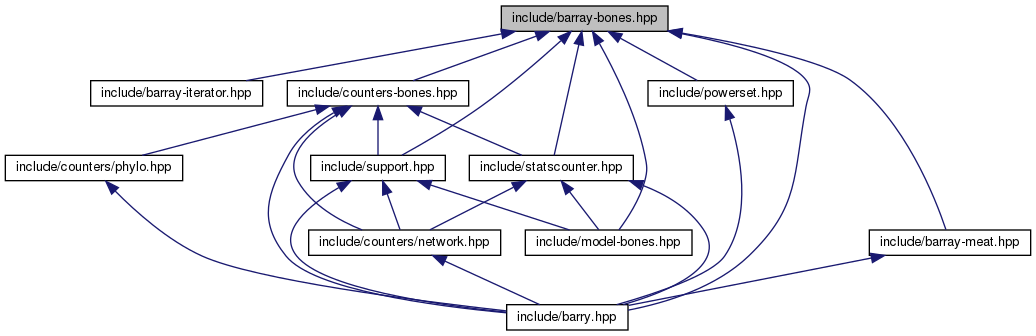 include/barray-bones.hpp
include/barray-iterator.hpp
include/counters-bones.hpp
include/powerset.hpp
include/counters/phylo.hpp
include/support.hpp
include/statscounter.hpp
include/counters/network.hpp
include/model-bones.hpp
include/barray-meat.hpp
include/barry.hpp